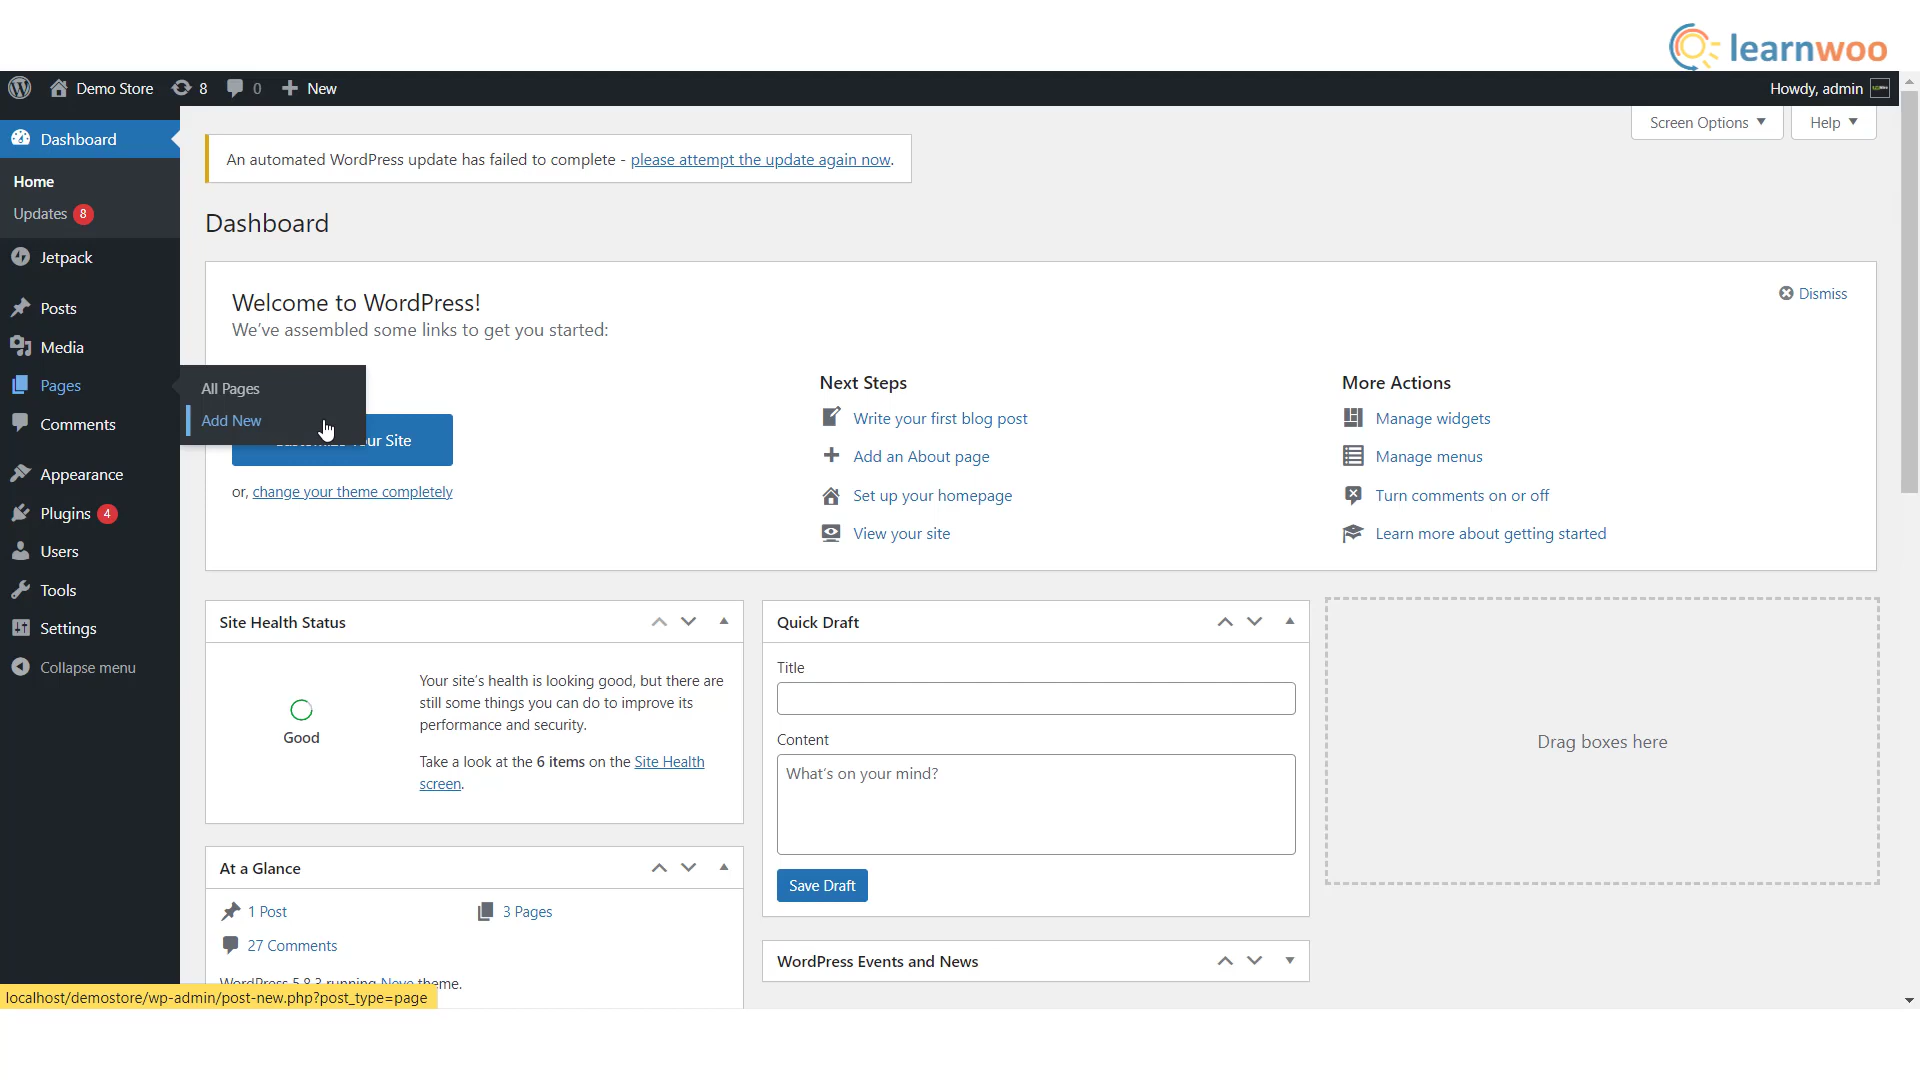 learnwoo
Demo Store 8 0 New
Howdy, admin
Screen Options Help
Dashboard
Home
Updates 8
Jetpack
Posts
Media
Pages
Comments
Appearance
Plugins 4
Users
Tools
Settings
Collapse menu
All Pages
Add New
An automated WordPress update has failed to complete - please attempt the update again now.
Dashboard
Welcome to WordPress!
We've assembled some links to get you started:
Dismiss
ur Site
or, change your theme completely
Next Steps
Write your first blog post
Add an About page
Set up your homepage
View your site
More Actions
Manage widgets
Manage menus
Turn comments on or off
Learn more about getting started
Site Health Status
Good
Your site's health is looking good, but there are
still some things you can do to improve its
performance and security.
Take a look at the 6 items on the Site Health
screen.
At a Glance
1 Post
3 Pages
27 Comments
WordPress 5.8.3 running Neve theme.
Quick Draft
Title
Content
What's on your mind?
Save Draft
WordPress Events and News
Drag boxes here
localhost/demostore/wp-admin/post-new.php?post_type=page